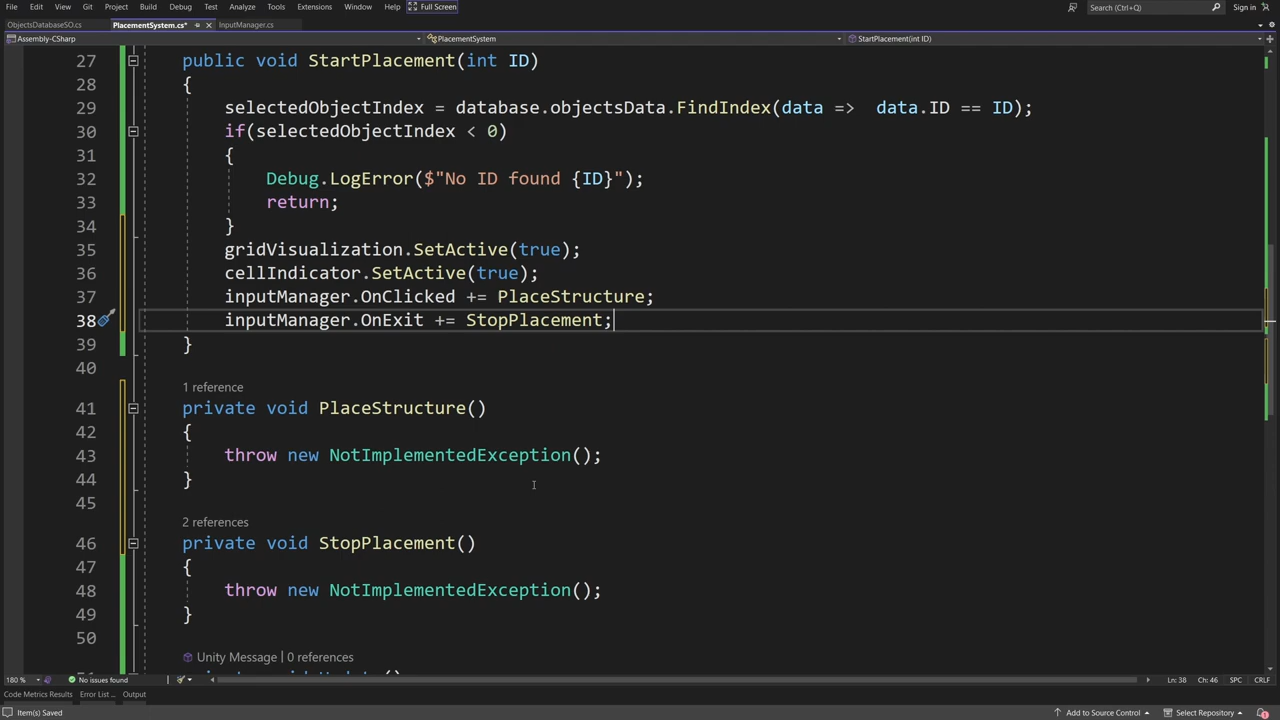 File Edit View Git Project Build Debug Test Analyze Tools Extensions Window Help Full Screen Search (Ctrl+Q) Sign in
ObjectsDatabaseSO.cs PlacementSystem.cs* InputManager.cs
Assembly-CSharp PlacementSystem StartPlacement(int ID)
27 public void StartPlacement(int ID)
28 {
29 selectedObjectIndex = database.objectsData.FindIndex(data => data.ID == ID);
30 if(selectedObjectIndex < 0)
31 {
32 Debug.LogError($"No ID found {ID}");
33 return;
34 }
35 gridVisualization.SetActive(true);
36 cellIndicator.SetActive(true);
37 inputManager.OnClicked += PlaceStructure;
38 inputManager.OnExit += StopPlacement;
39 }
40
1 reference
41 private void PlaceStructure()
42 {
43 throw new NotImplementedException();
44 }
45
2 references
46 private void StopPlacement()
47 {
48 throw new NotImplementedException();
49 }
50
Unity Message | 0 references
180 % No issues found Ln: 38 Ch: 46 SPC CRLF
Code Metrics Results Error List ... Output
Item(s) Saved Add to Source Control Select Repository